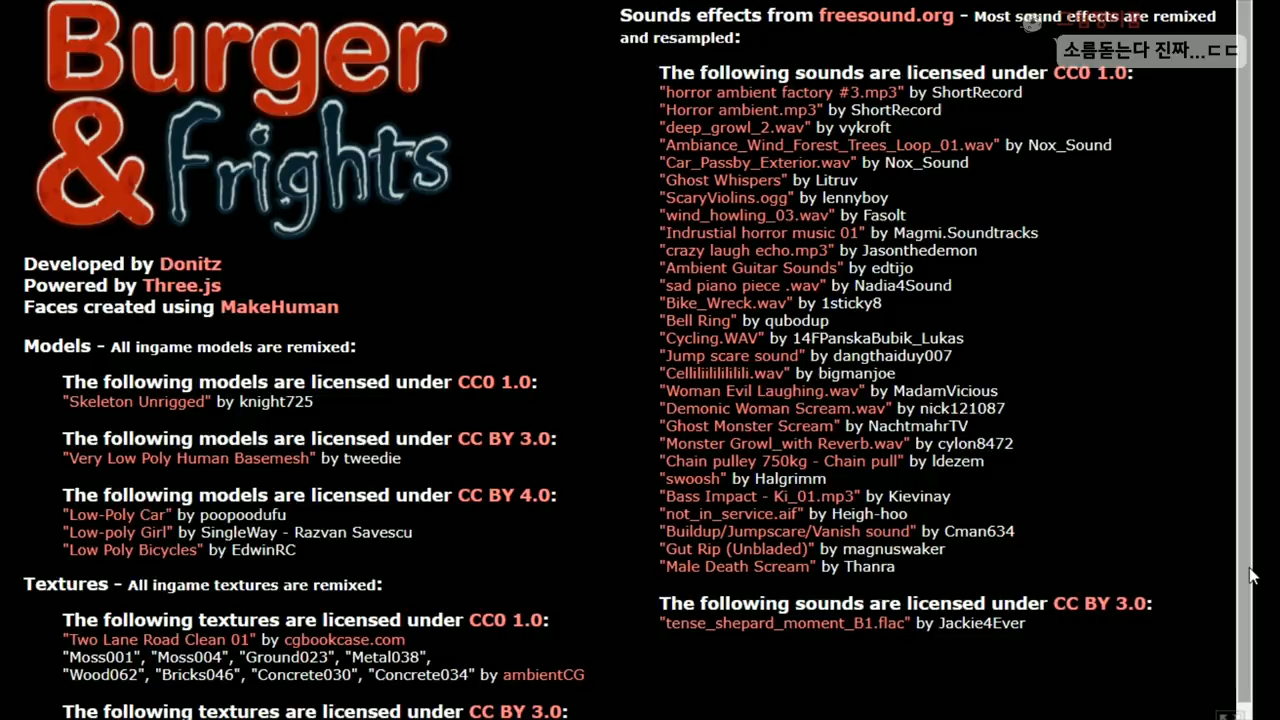 Burger
& Frights
Developed by Donitz
Powered by Three.js
Faces created using MakeHuman
Models - All ingame models are remixed:
The following models are licensed under CC0 1.0:
"Skeleton Unrigged" by knight725
The following models are licensed under CC BY 3.0:
"Very Low Poly Human Basemesh" by tweedie
The following models are licensed under CC BY 4.0:
"Low-Poly Car" by poopoodufu
"Low-poly Girl" by SingleWay - Razvan Savescu
"Low Poly Bicycles" by EdwinRC
Textures - All ingame textures are remixed:
The following textures are licensed under CC0 1.0:
"Two Lane Road Clean 01" by cgbookcase.com
"Moss001", "Moss004", "Ground023", "Metal038",
"Wood062", "Bricks046", "Concrete030", "Concrete034" by ambientCG
The following textures are licensed under CC BY 3.0:
Sounds effects from freesound.org - Most sound effects are remixed
and resampled:
소름돋는다 진짜...ㄷㄷ
The following sounds are licensed under CC0 1.0:
"horror ambient factory #3.mp3" by ShortRecord
"Horror ambient.mp3" by ShortRecord
"deep_growl_2.wav" by vykroft
"Ambiance_Wind_Forest_Trees_Loop_01.wav" by Nox_Sound
"Car_Passby_Exterior.wav" by Nox_Sound
"Ghost Whispers" by Litruv
"ScaryViolins.ogg" by lennyboy
"wind_howling_03.wav" by Fasolt
"Indrustial horror music 01" by Magmi.Soundtracks
"crazy laugh echo.mp3" by Jasonthedemon
"Ambient Guitar Sounds" by edtijo
"sad piano piece .wav" by Nadia4Sound
"Bike_Wreck.wav" by 1sticky8
"Bell Ring" by qubodup
"Cycling.WAV" by 14FPanskaBubik_Lukas
"Jump scare sound" by dangthaiduy007
"Celliliiliilililili.wav" by bigmanjoe
"Woman Evil Laughing.wav" by MadamVicious
"Demonic Woman Scream.wav" by nick121087
"Ghost Monster Scream" by NachtmahrTV
"Monster Growl_with Reverb.wav" by cylon8472
"Chain pulley 750kg - Chain pull" by ldezem
"swoosh" by Halgrimm
"Bass Impact - Ki_01.mp3" by Kievinay
"not_in_service.aif" by Heigh-hoo
"Buildup/Jumpscare/Vanish sound" by Cman634
"Gut Rip (Unbladed)" by magnuswaker
"Male Death Scream" by Thanra
The following sounds are licensed under CC BY 3.0:
"tense_shepard_moment_B1.flac" by Jackie4Ever